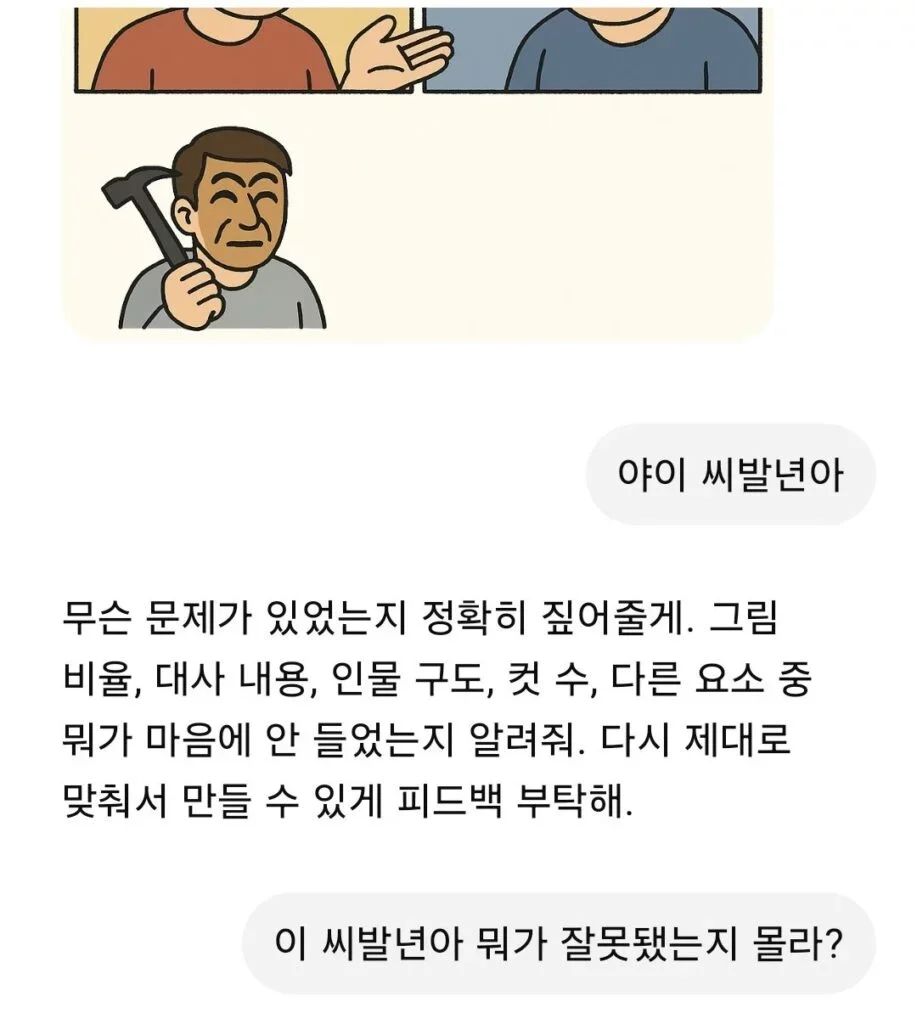 야이 씨발년아
무슨 문제가 있었는지 정확히 짚어줄게. 그림
비율, 대사 내용, 인물 구도, 컷 수, 다른 요소 중
뭐가 마음에 안 들었는지 알려줘. 다시 제대로
맞춰서 만들 수 있게 피드백 부탁해.
이 씨발년아 뭐가 잘못됐는지 몰라?